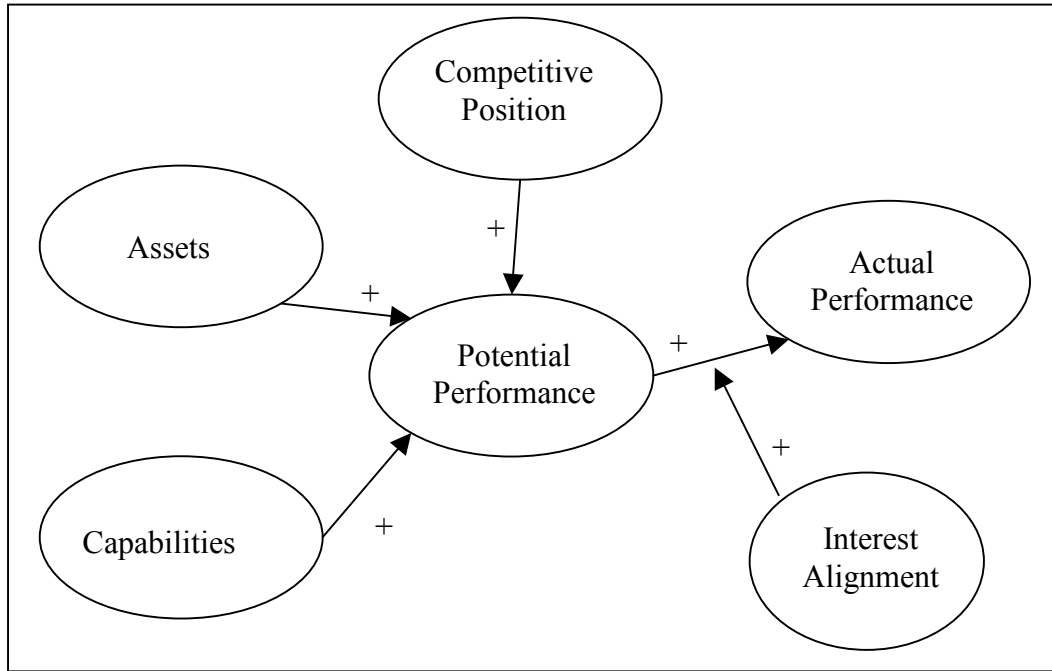 Competitive
Position
+
Assets
+
Actual
Performance
Potential
Performance
+
+
Capabilities
+
Interest
Alignment